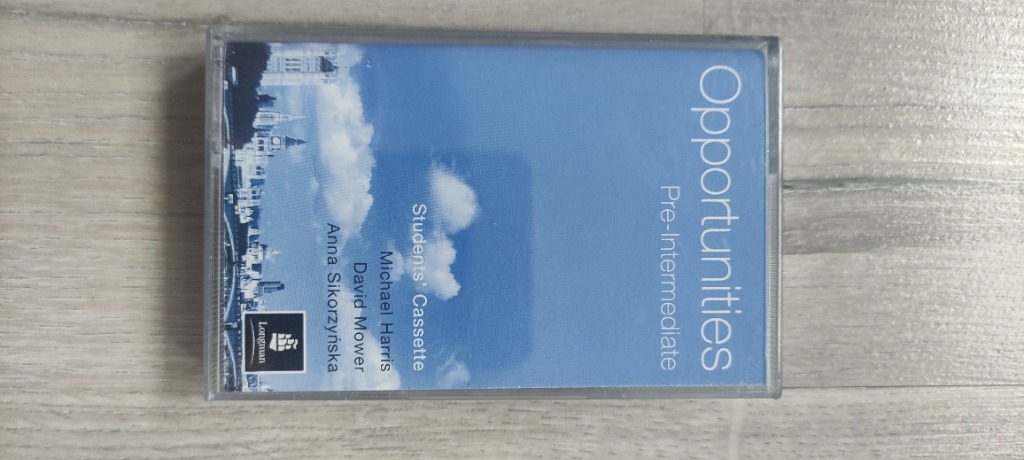 Opportunities
Pre-Intermediate
Students' Cassette
Michael Harris
David Mower
Anna Sikorzyńska
Longman